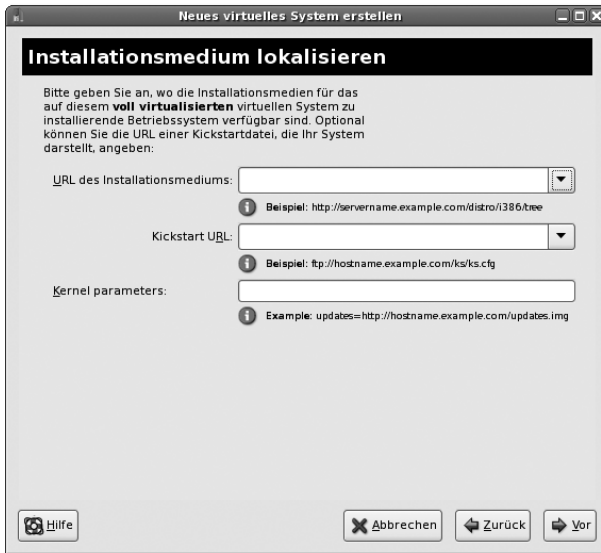 Neues virtuelles System erstellen
Installationsmedium lokalisieren
Bitte geben Sie an, wo die Installationsmedien für das
auf diesem voll virtualisierten virtuellen System zu
installierende Betriebssystem verfügbar sind. Optional
können Sie die URL einer Kickstartdatei, die Ihr System
darstellt, angeben:
URL des Installationsmediums:
Beispiel: http://servername.example.com/distro/i386/tree
Kickstart URL:
Beispiel: ftp://hostname.example.com/ks/ks.cfg
Kernel parameters:
Example: updates=http://hostname.example.com/updates.img
Hilfe Abbrechen Zurück Vor